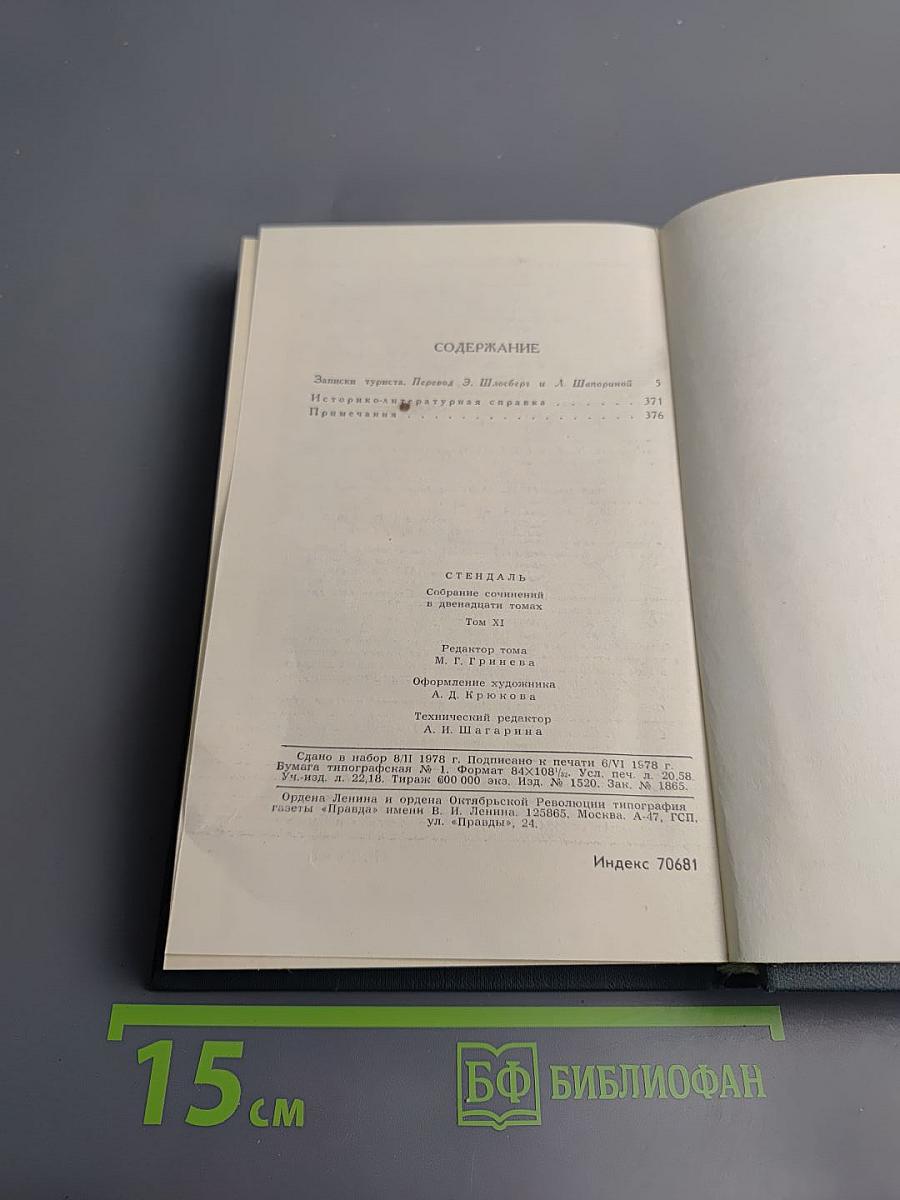 СОДЕРЖАНИЕ
Записки туриста. Перевод Э. Шлосберг и Л. Шапориной 5
Историко-литературная справка . . . . . . 371
Примечания . . . . . . . . . . . . . . . . 376
СТЕНДАЛЬ
Собрание сочинений
в двенадцати томах
Том XI
Редактор тома
М. Г. Гринева
Оформление художника
А. Д. Крюкова
Технический редактор
А. И. Шагарина
Сдано в набор 8/II 1978 г. Подписано к печати 6/VI 1978 г.
Бумага типографская № 1. Формат 84×108¹/₃₂. Усл. печ. л. 20,58.
Уч.-изд. л. 22,18. Тираж 600 000 экз. Изд. № 1520. Зак. № 1865.
Ордена Ленина и ордена Октябрьской Революции типография
газеты «Правда» имени В. И. Ленина. 125865. Москва. А-47, ГСП,
ул. «Правды», 24.
Индекс 70681
15 см
БФ БИБЛИОФАН